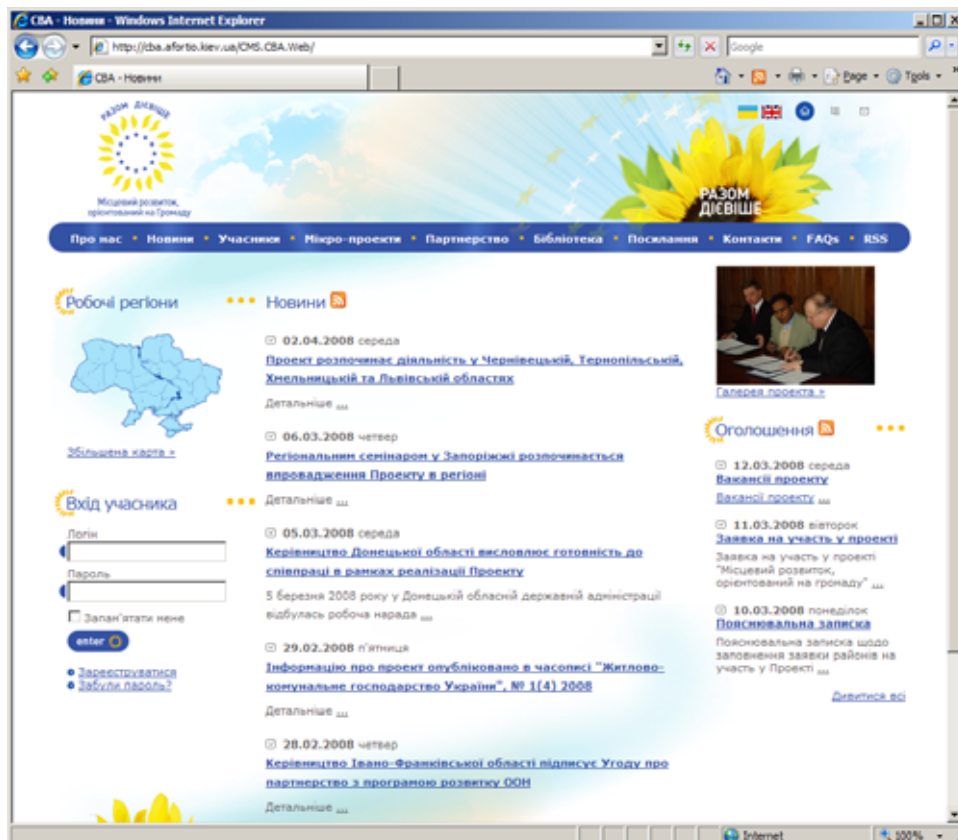 CBA - Новини - Windows Internet Explorer
http://cba.afortio.kiev.ua/CMS.CBA.Web/
Google
CBA - Новини
Page
Tools
РАЗОМ ДІЄВІШЕ
Місцевий розвиток,
орієнтований на Громаду
РАЗОМ
ДІЄВІШЕ
Про нас • Новини • Учасники • Мікро-проекти • Партнерство • Бібліотека • Посилання • Контакти • FAQs • RSS
Робочі регіони
Збільшена карта »
Вхід учасника
Логін
Пароль
Запам'ятати мене
enter
Зареєструватися
Забули пароль?
Новини
02.04.2008 середа
Проект розпочинає діяльність у Чернівецькій, Тернопільській,
Хмельницькій та Львівській областях
Детальніше ...
06.03.2008 четвер
Регіональним семінаром у Запоріжжі розпочинається
впровадження Проекту в регіоні
Детальніше ...
05.03.2008 середа
Керівництво Донецької області висловлює готовність до
співпраці в рамках реалізації Проекту
5 березня 2008 року у Донецькій обласній державній адміністрації
відбулась робоча нарада ...
29.02.2008 п'ятниця
Інформацію про проект опубліковано в часописі "Житлово-
комунальне господарство України", № 1(4) 2008
Детальніше ...
28.02.2008 четвер
Керівництво Івано-Франківської області підписує Угоду про
партнерство з програмою розвитку ООН
Детальніше ...
Галерея проекта »
Оголошення
12.03.2008 середа
Вакансії проекту
Вакансії проекту ...
11.03.2008 вівторок
Заявка на участь у проекті
Заявка на участь у проекті
"Місцевий розвиток,
орієнтований на громаду" ...
10.03.2008 понеділок
Пояснювальна записка
Пояснювальна записка щодо
заповнення заявки районів на
участь у Проекті ...
Дивитися всі
Internet
100%